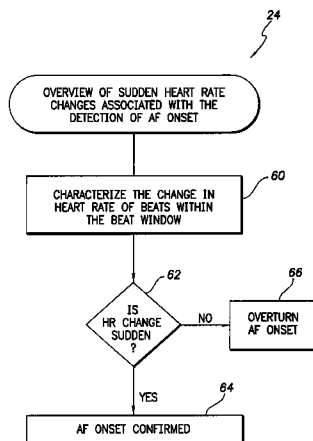 24
OVERVIEW OF SUDDEN HEART RATE
CHANGES ASSOCIATED WITH THE
DETECTION OF AF ONSET
60
CHARACTERIZE THE CHANGE IN
HEART RATE OF BEATS WITHIN
THE BEAT WINDOW
62
IS
HR CHANGE
SUDDEN
?
NO
66
OVERTURN
AF ONSET
YES
64
AF ONSET CONFIRMED